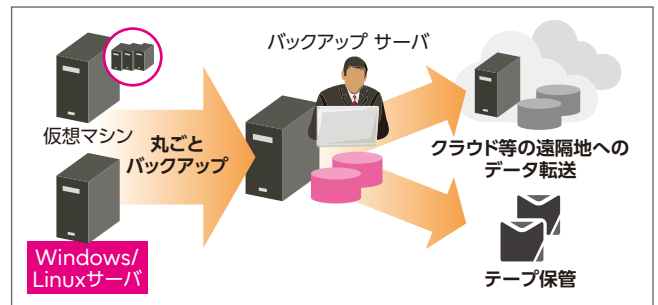 バックアップ サーバ
仮想マシン
丸ごと
バックアップ
Windows/
Linuxサーバ
クラウド等の遠隔地への
データ転送
テープ保管